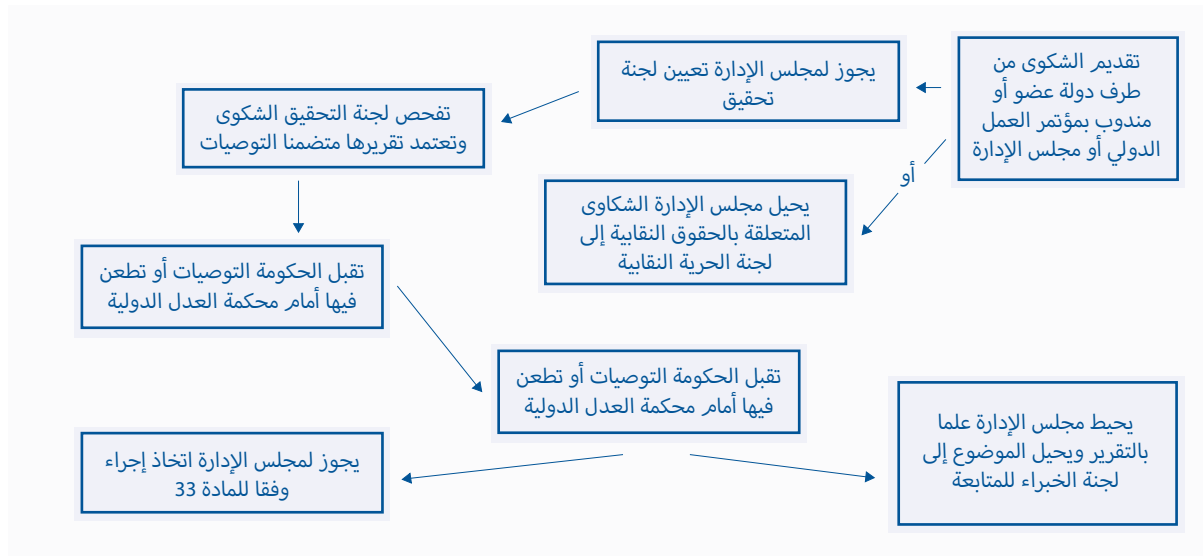 تقديم الشكوى من
طرف دولة عضو أو
مندوب بمؤتمر العمل
الدولي أو مجلس الإدارة
يجوز لمجلس الإدارة تعيين لجنة
تحقيق
تفحص لجنة التحقيق الشكوى
وتعتمد تقريرها متضمنا التوصيات
أو
يحيل مجلس الإدارة الشكاوى
المتعلقة بالحقوق النقابية إلى
لجنة الحرية النقابية
تقبل الحكومة التوصيات أو تطعن
فيها أمام محكمة العدل الدولية
تقبل الحكومة التوصيات أو تطعن
فيها أمام محكمة العدل الدولية
يحيط مجلس الإدارة علما
بالتقرير ويحيل الموضوع إلى
لجنة الخبراء للمتابعة
يجوز لمجلس الإدارة اتخاذ إجراء
وفقا للمادة 33